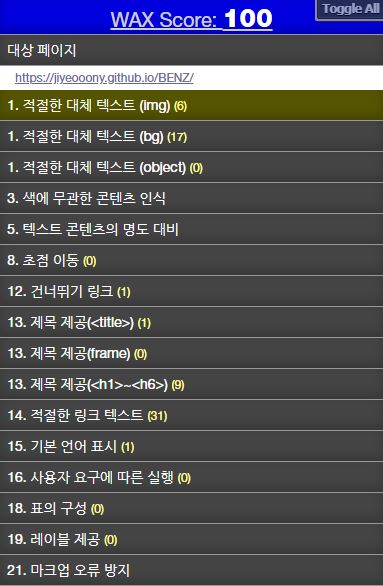 WAX Score: 100
Toggle All
대상 페이지
https://jiyeooony.github.io/BENZ/
1. 적절한 대체 텍스트 (img) (6)
1. 적절한 대체 텍스트 (bg) (17)
1. 적절한 대체 텍스트 (object) (0)
3. 색에 무관한 콘텐츠 인식
5. 텍스트 콘텐츠의 명도 대비
8. 초점 이동 (0)
12. 건너뛰기 링크 (1)
13. 제목 제공(<title>) (1)
13. 제목 제공(frame) (0)
13. 제목 제공(<h1>~<h6>) (9)
14. 적절한 링크 텍스트 (31)
15. 기본 언어 표시 (1)
16. 사용자 요구에 따른 실행 (0)
18. 표의 구성 (0)
19. 레이블 제공 (0)
21. 마크업 오류 방지